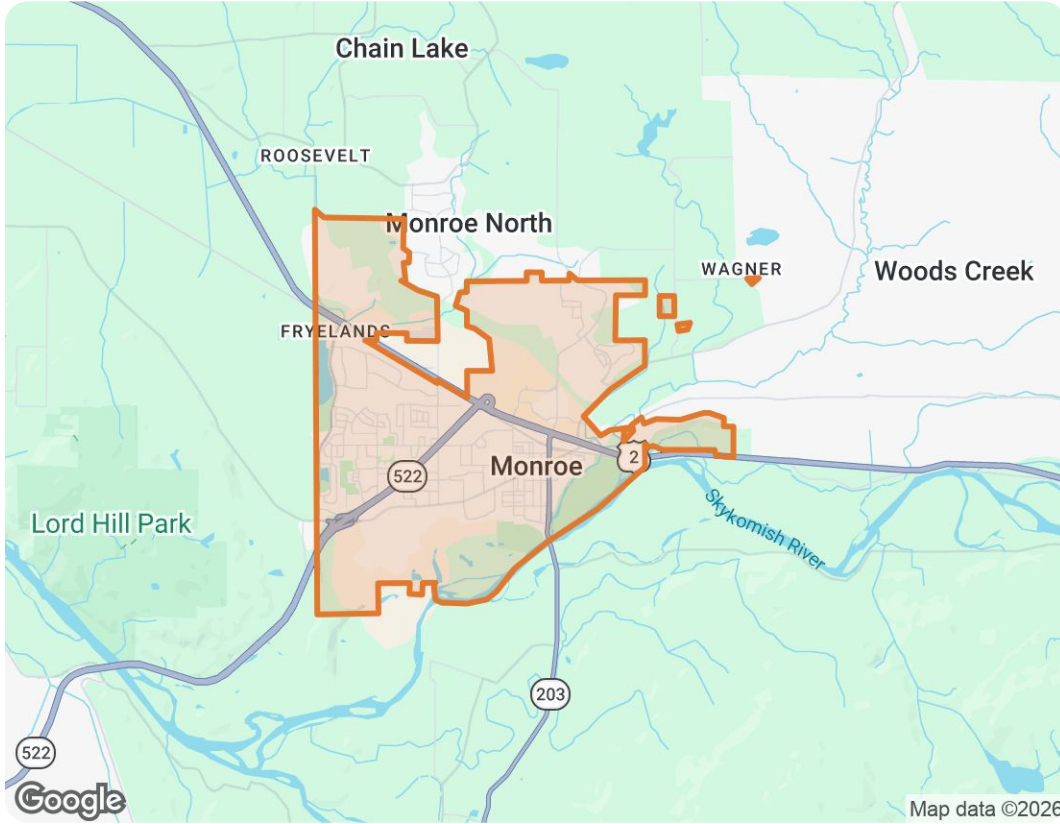 Chain Lake
ROOSEVELT
Monroe North
WAGNER
Woods Creek
FRYELANDS
2
Monroe
522
Skykomish River
Lord Hill Park
203
522
Google
Map data ©2026